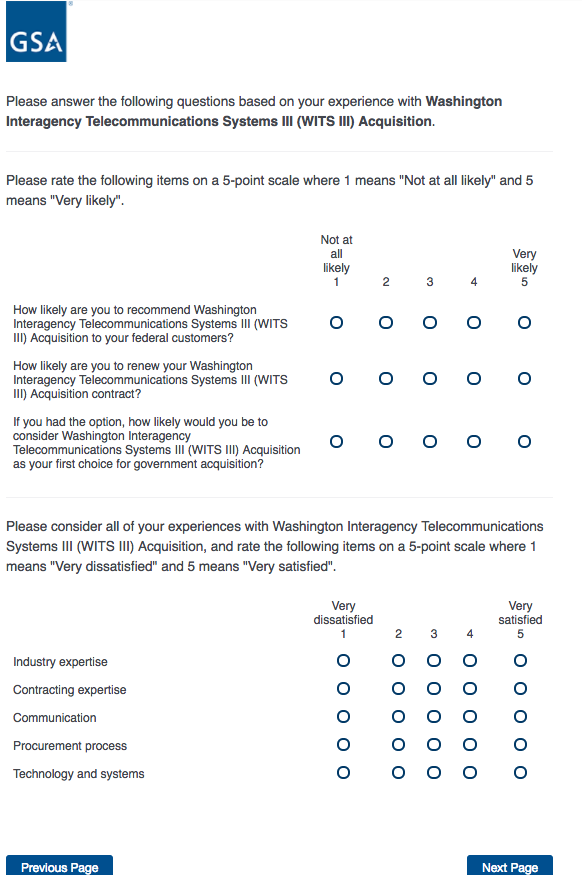 GSA
Please answer the following questions based on your experience with Washington
Interagency Telecommunications Systems III (WITS III) Acquisition.
Please rate the following items on a 5-point scale where 1 means "Not at all likely" and 5
means "Very likely".
Not at
all
likely
1
2
3
4
Very
likely
5
How likely are you to recommend Washington
Interagency Telecommunications Systems III (WITS
III) Acquisition to your federal customers?
How likely are you to renew your Washington
Interagency Telecommunications Systems III (WITS
III) Acquisition contract?
If you had the option, how likely would you be to
consider Washington Interagency
Telecommunications Systems III (WITS III) Acquisition
as your first choice for government acquisition?
Please consider all of your experiences with Washington Interagency Telecommunications
Systems III (WITS III) Acquisition, and rate the following items on a 5-point scale where 1
means "Very dissatisfied" and 5 means "Very satisfied".
Very
dissatisfied
1
2
3
4
Very
satisfied
5
Industry expertise
Contracting expertise
Communication
Procurement process
Technology and systems
Previous Page
Next Page